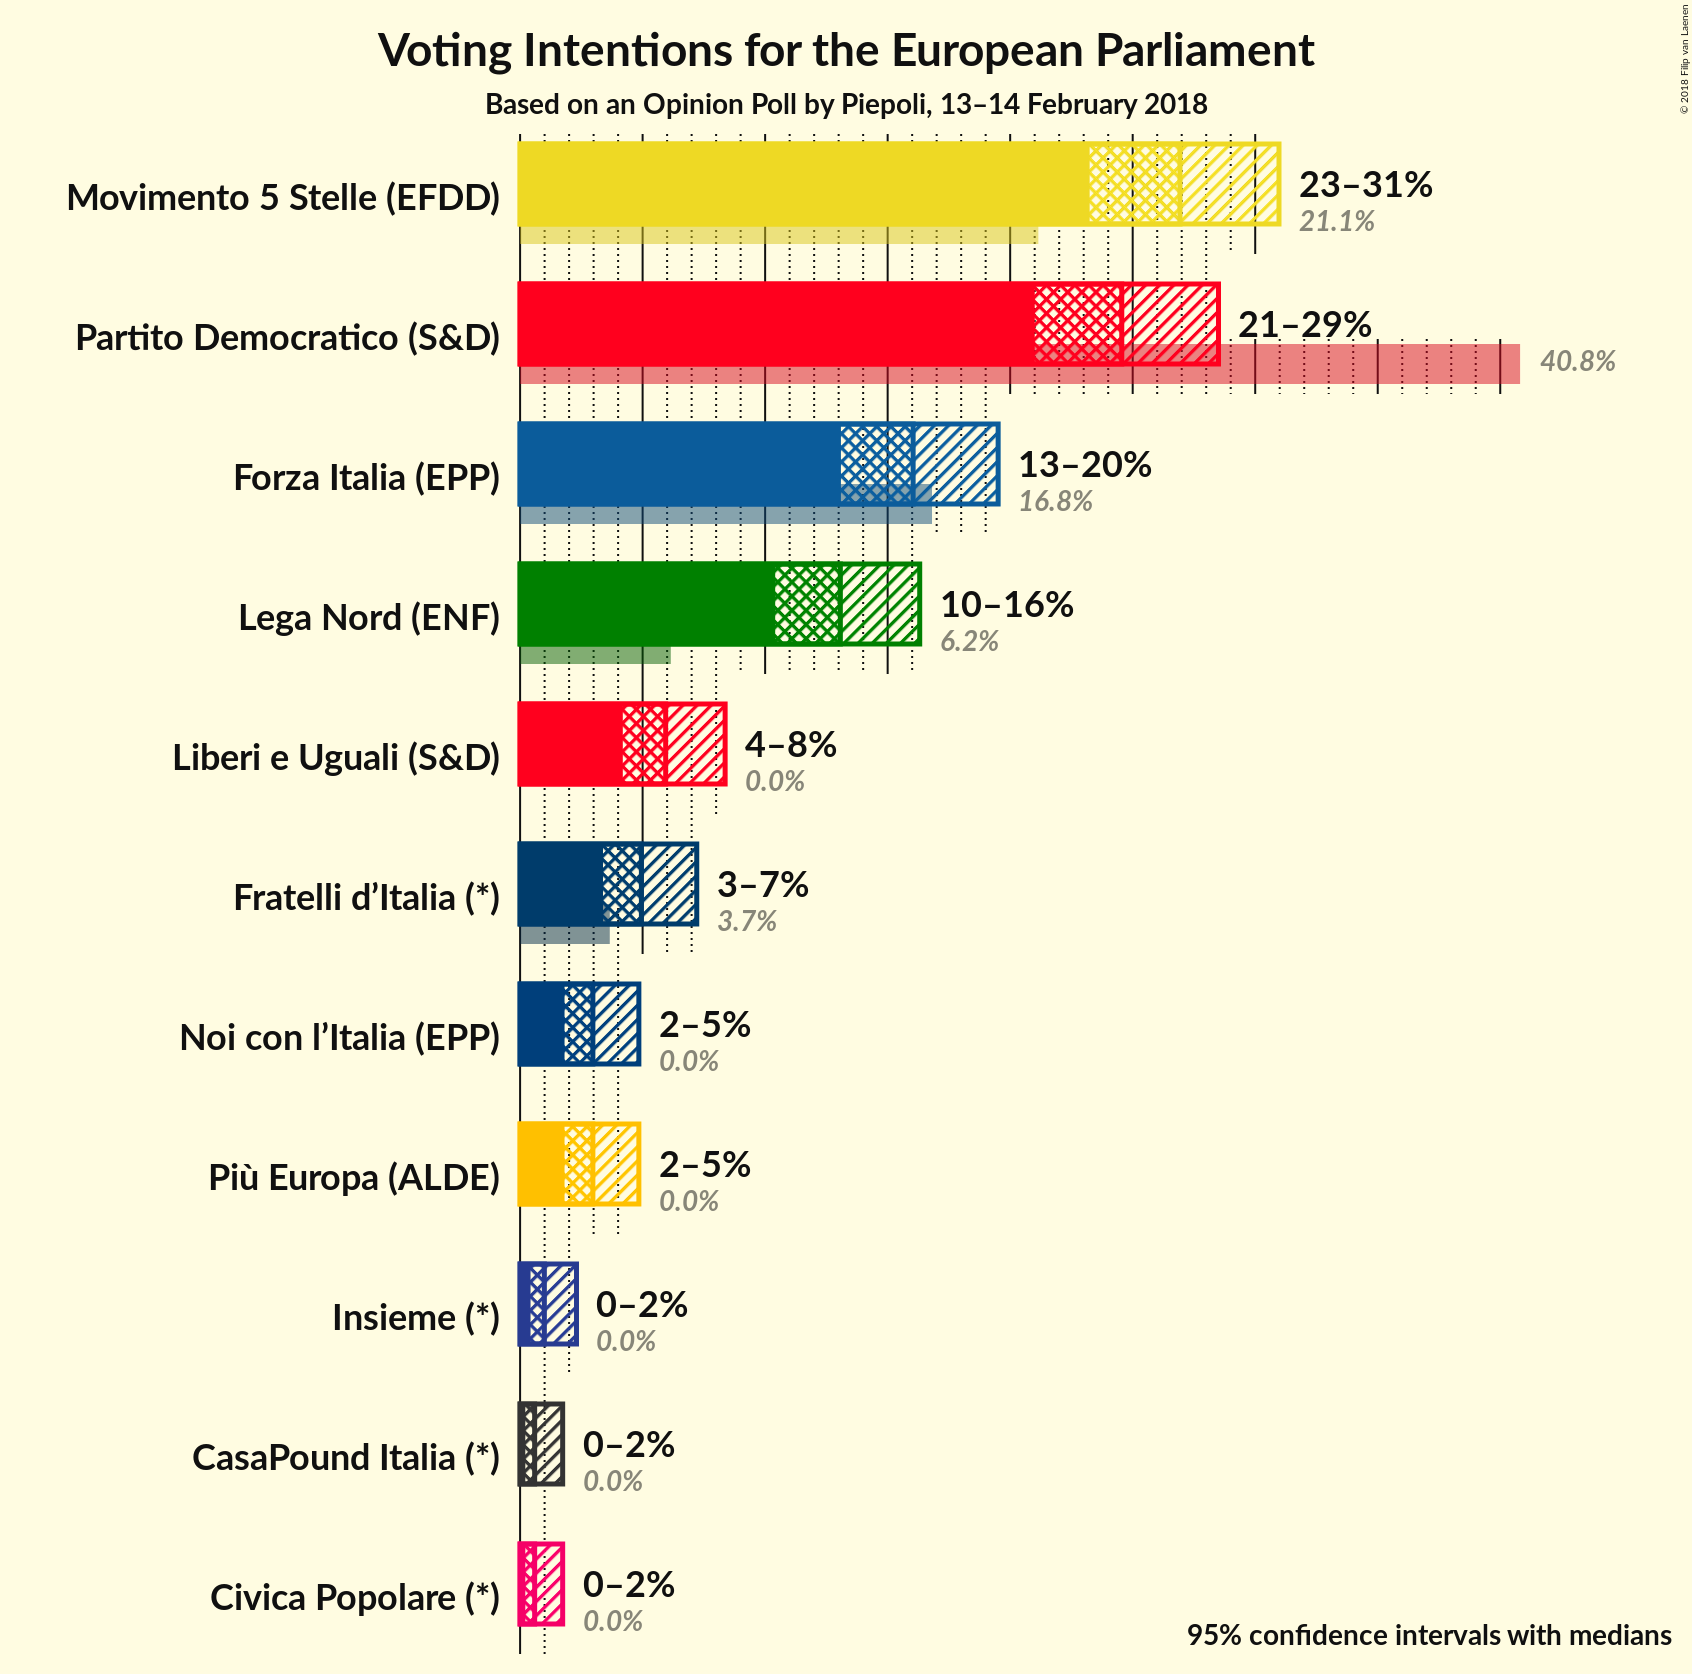 Voting Intentions for the European Parliament
Based on an Opinion Poll by Piepoli, 13–14 February 2018
© 2018 Filip van Laenen
Movimento 5 Stelle (EFDD)
23–31%
21.1%
Partito Democratico (S&D)
21–29%
40.8%
Forza Italia (EPP)
13–20%
16.8%
Lega Nord (ENF)
10–16%
6.2%
Liberi e Uguali (S&D)
4–8%
0.0%
Fratelli d’Italia (*)
3–7%
3.7%
Noi con l’Italia (EPP)
2–5%
0.0%
Più Europa (ALDE)
2–5%
0.0%
Insieme (*)
0–2%
0.0%
CasaPound Italia (*)
0–2%
0.0%
Civica Popolare (*)
0–2%
0.0%
95% confidence intervals with medians